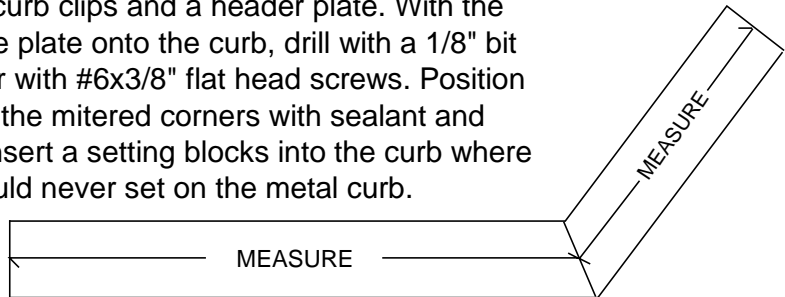 curb clips and a header plate. With the
e plate onto the curb, drill with a 1/8" bit
r with #6x3/8" flat head screws. Position
the mitered corners with sealant and
nsert a setting blocks into the curb where
uld never set on the metal curb.
MEASURE
MEASURE